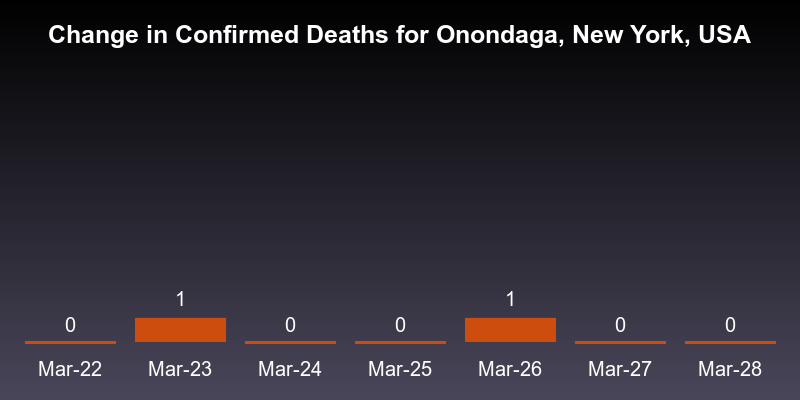 Change in Confirmed Deaths for Onondaga, New York, USA
0 1 0 0 1 0 0
Mar-22 Mar-23 Mar-24 Mar-25 Mar-26 Mar-27 Mar-28